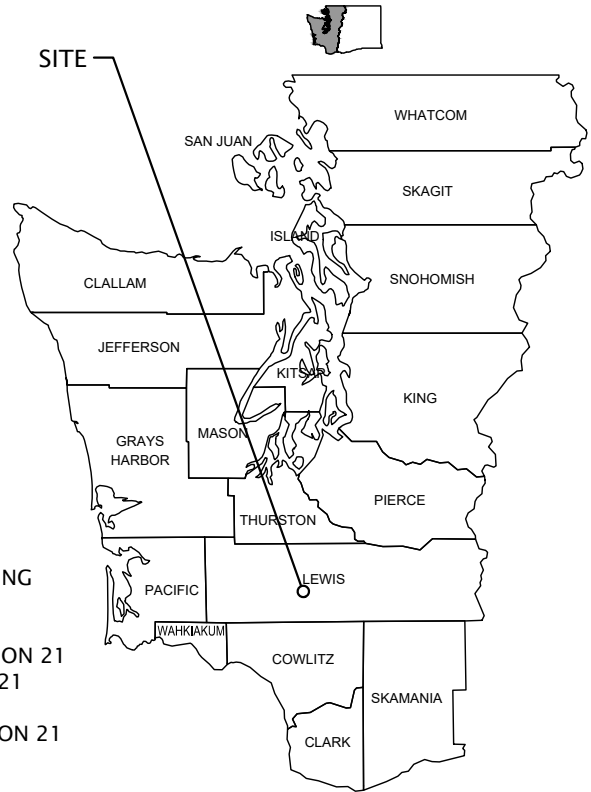 SITE
WHATCOM
SAN JUAN
SKAGIT
ISLAND
SNOHOMISH
CLALLAM
JEFFERSON
KITSAP
KING
MASON
GRAYS
HARBOR
PIERCE
THURSTON
NG
LEWIS
PACIFIC
WAHKIAKUM
ON 21
21
COWLITZ
SKAMANIA
ON 21
CLARK